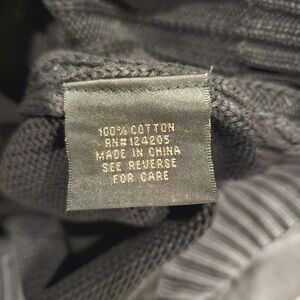 100% COTTON
RN#124205
MADE IN CHINA
SEE REVERSE
FOR CARE